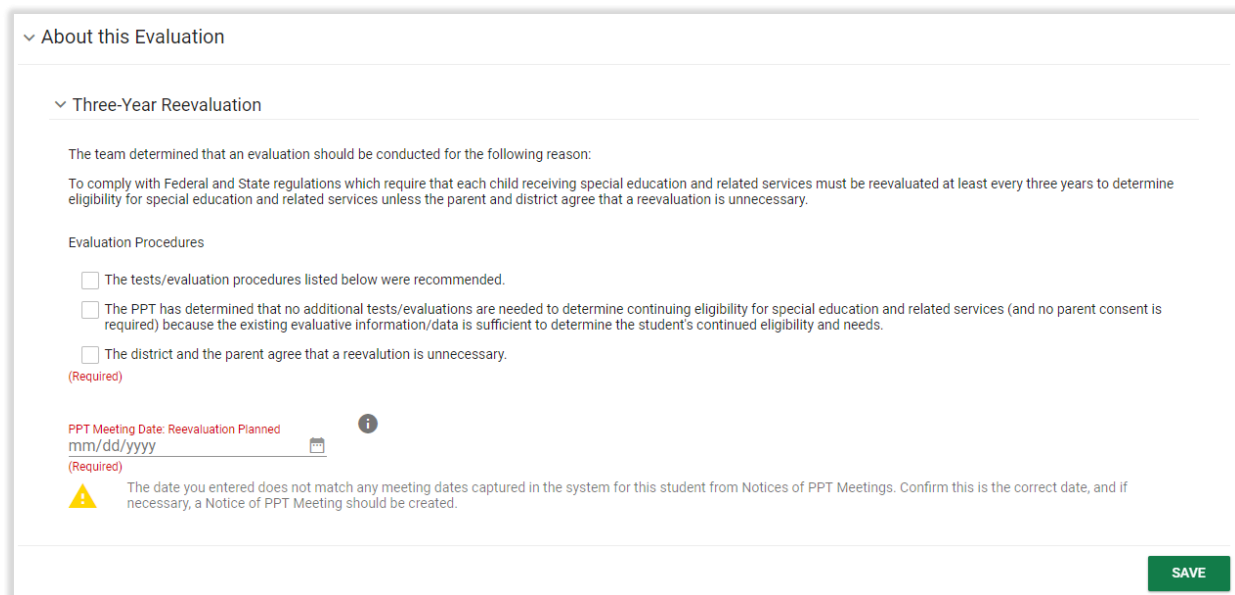 About this Evaluation
Three-Year Reevaluation
The team determined that an evaluation should be conducted for the following reason:
To comply with Federal and State regulations which require that each child receiving special education and related services must be reevaluated at least every three years to determine
eligibility for special education and related services unless the parent and district agree that a reevaluation is unnecessary.
Evaluation Procedures
The tests/evaluation procedures listed below were recommended.
The PPT has determined that no additional tests/evaluations are needed to determine continuing eligibility for special education and related services (and no parent consent is
required) because the existing evaluative information/data is sufficient to determine the student's continued eligibility and needs.
The district and the parent agree that a reevalution is unnecessary.
(Required)
PPT Meeting Date: Reevaluation Planned
mm/dd/yyyy
(Required)
The date you entered does not match any meeting dates captured in the system for this student from Notices of PPT Meetings. Confirm this is the correct date, and if
necessary, a Notice of PPT Meeting should be created.
SAVE